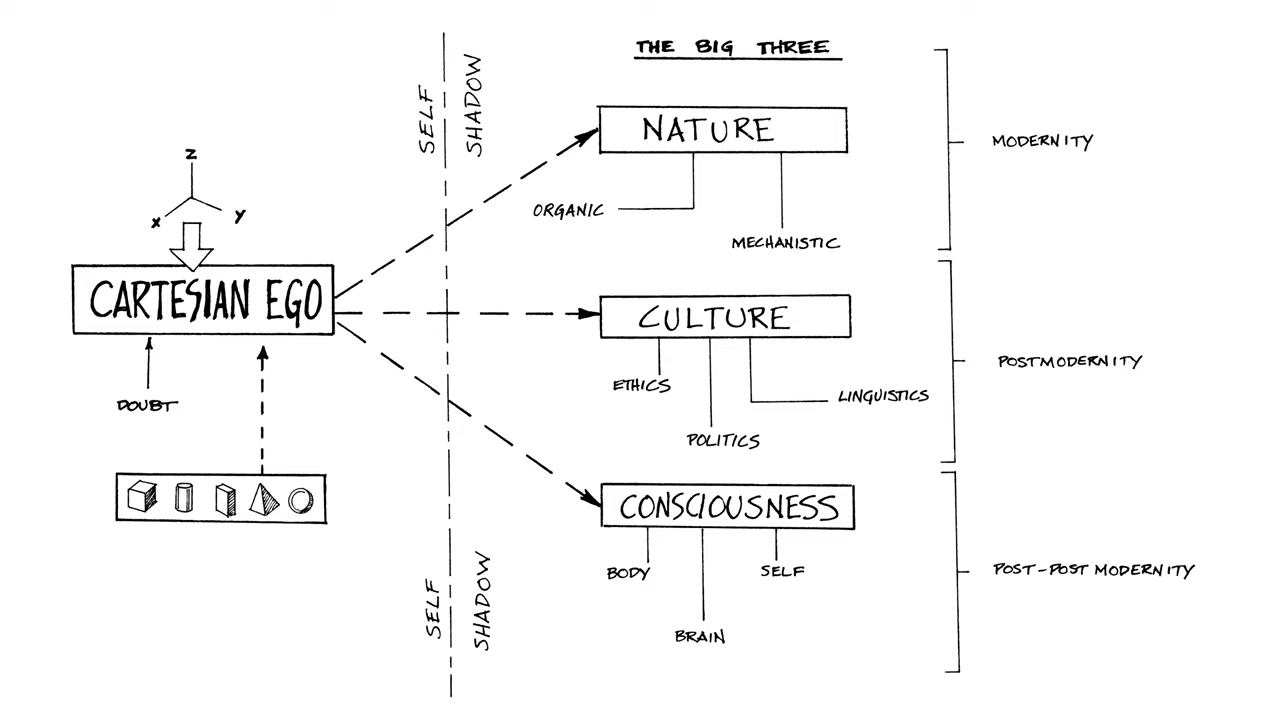 Z
X
Y
CARTESIAN EGO
DOUBT
SELF
SHADOW
SELF
SHADOW
THE BIG THREE
NATURE
ORGANIC
MECHANISTIC
MODERNITY
CULTURE
ETHICS
POLITICS
LINGUISTICS
POSTMODERNITY
CONSCIOUSNESS
BODY
BRAIN
SELF
POST-POST MODERNITY